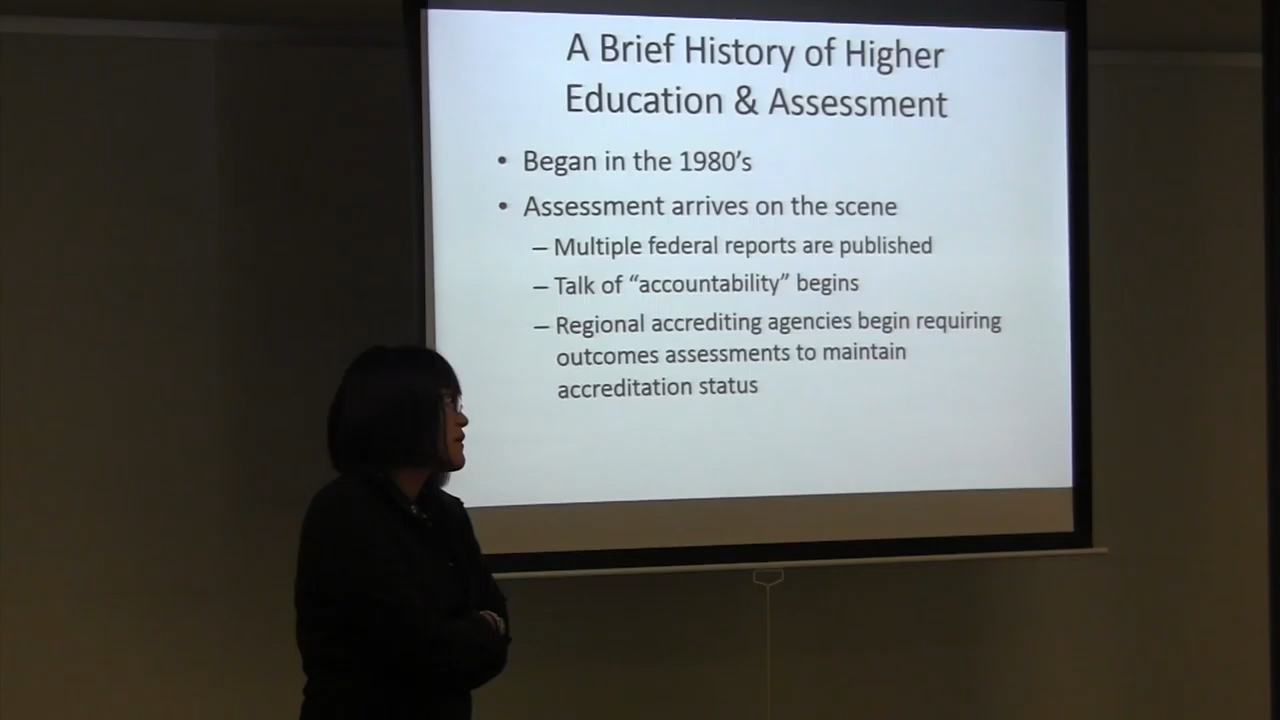 A Brief History of Higher
Education & Assessment
• Began in the 1980's
• Assessment arrives on the scene
– Multiple federal reports are published
– Talk of “accountability” begins
– Regional accrediting agencies begin requiring
outcomes assessments to maintain
accreditation status